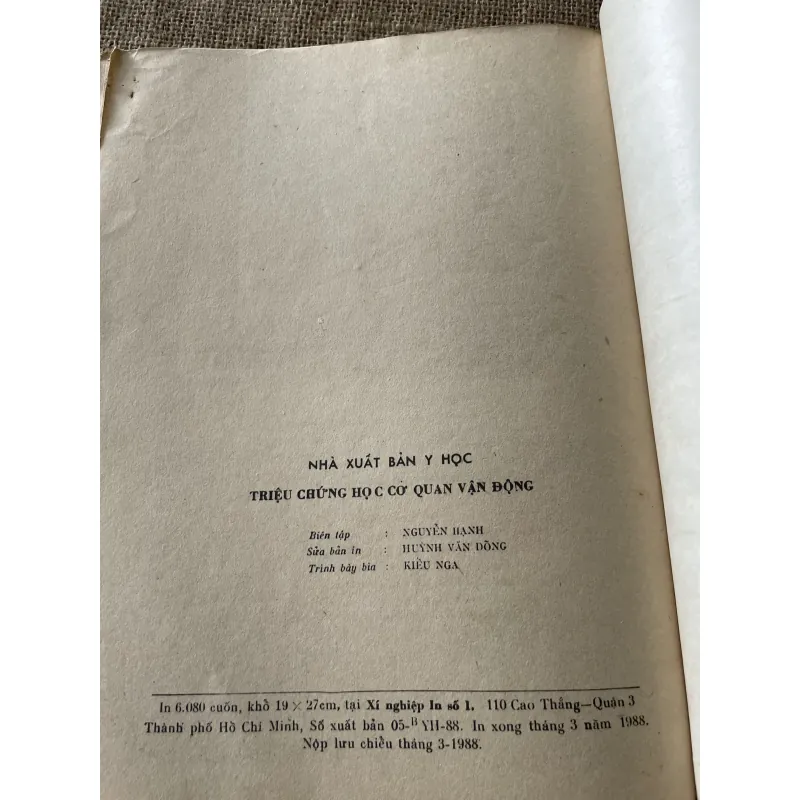 NHÀ XUẤT BẢN Y HỌC
TRIỆU CHỨNG HỌC CƠ QUAN VẬN ĐỘNG
Biên tập : NGUYỄN HẠNH
Sửa bản in : HUỲNH VĂN ĐỒNG
Trình bày bìa : KIỀU NGA
In 6.080 cuốn, khổ 19 × 27cm, tại Xí nghiệp In số 1. 110 Cao Thắng—Quận 3
Thành phố Hồ Chí Minh, Số xuất bản 05-B YH-88. In xong tháng 3 năm 1988.
Nộp lưu chiểu tháng 3-1988.